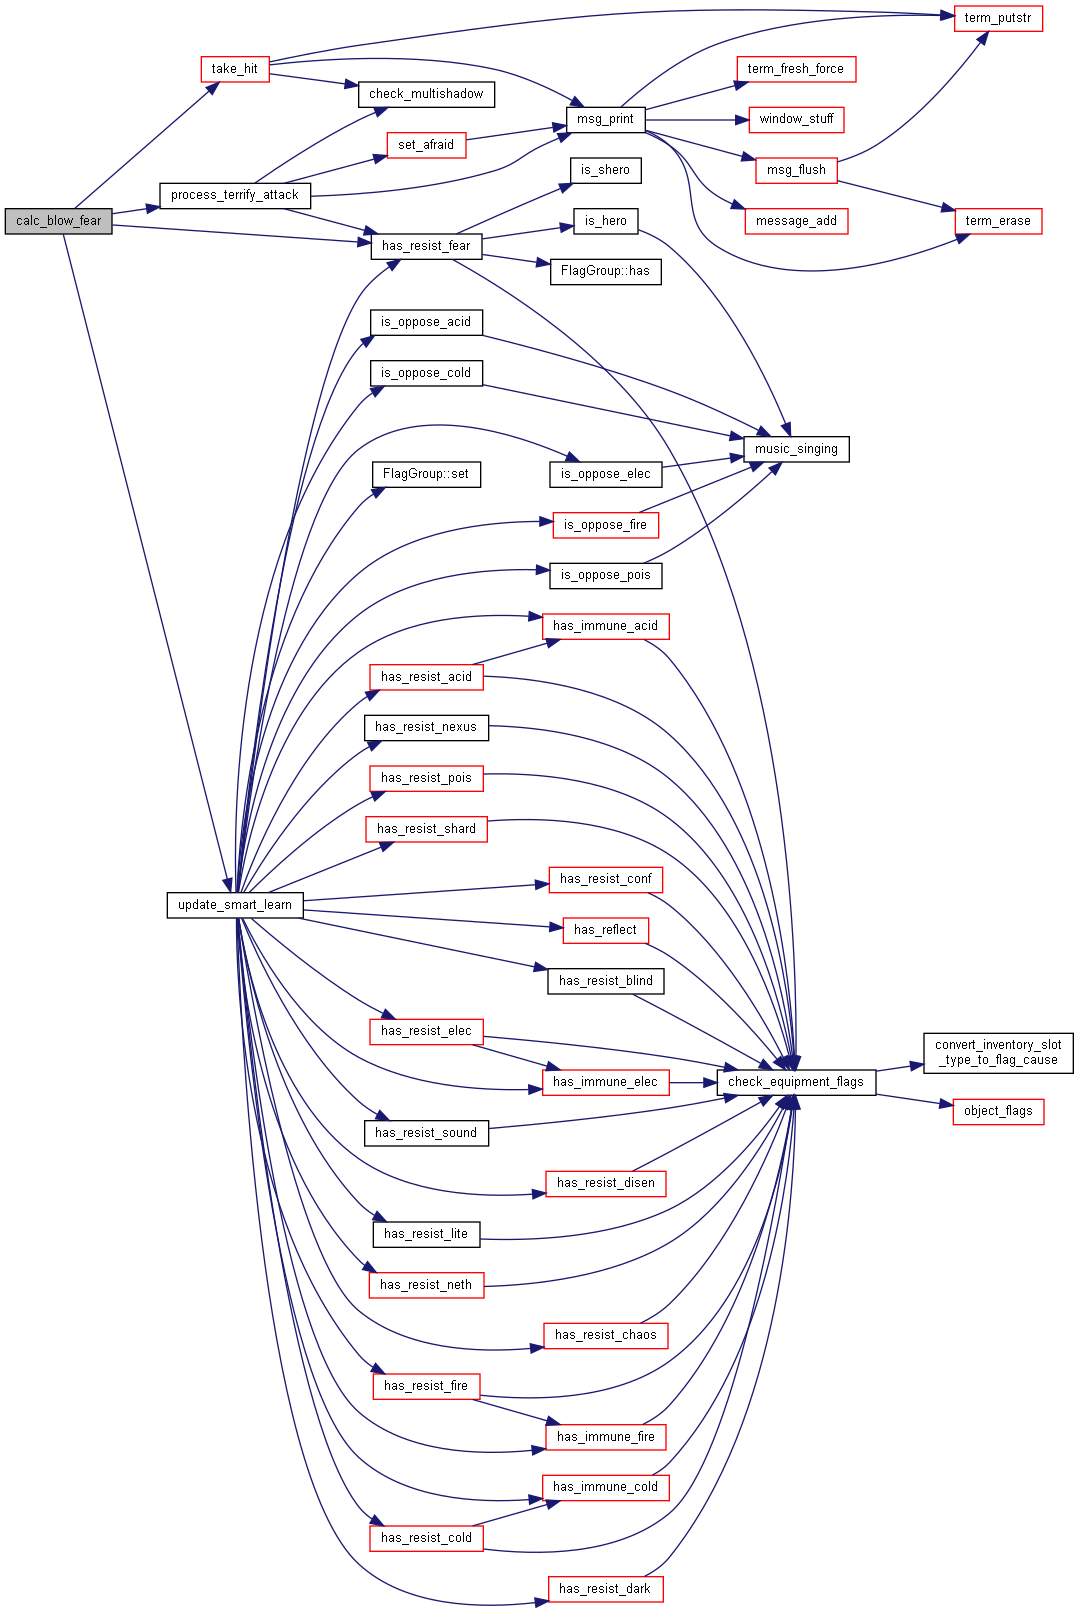 term_putstr
take_hit
term_fresh_force
check_multishadow
msg_print
window_stuff
set_afraid
is_shero
msg_flush
process_terrify_attack
calc_blow_fear
is_hero
message_add
term_erase
has_resist_fear
FlagGroup::has
is_oppose_acid
is_oppose_cold
music_singing
FlagGroup::set
is_oppose_elec
is_oppose_fire
is_oppose_pois
has_immune_acid
has_resist_acid
has_resist_nexus
has_resist_pois
has_resist_shard
has_resist_conf
update_smart_learn
has_reflect
has_resist_blind
has_resist_elec
convert_inventory_slot
_type_to_flag_cause
has_immune_elec
check_equipment_flags
object_flags
has_resist_sound
has_resist_disen
has_resist_lite
has_resist_neth
has_resist_chaos
has_resist_fire
has_immune_fire
has_immune_cold
has_resist_cold
has_resist_dark